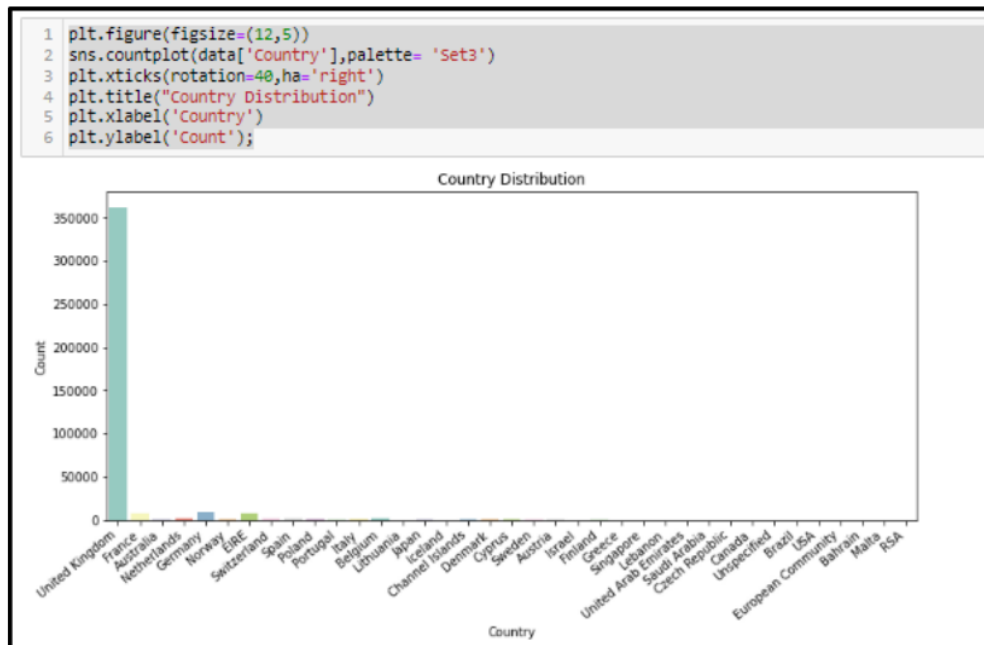 1 plt.figure(figsize=(12,5))
2 sns.countplot(data['Country'],palette= 'Set3')
3 plt.xticks(rotation=40,ha='right')
4 plt.title("Country Distribution")
5 plt.xlabel('Country')
6 plt.ylabel('Count');
Country Distribution
350000
300000
250000
200000
150000
100000
50000
0
Count
United Kingdom
France
Australia
Netherlands
Germany
Norway
EIRE
Switzerland
Spain
Poland
Portugal
Italy
Belgium
Lithuania
Japan
Iceland
Channel Islands
Denmark
Cyprus
Sweden
Austria
Israel
Finland
Greece
Singapore
Lebanon
United Arab Emirates
Saudi Arabia
Czech Republic
Canada
Unspecified
Brazil
USA
European Community
Bahrain
Malta
RSA
Country